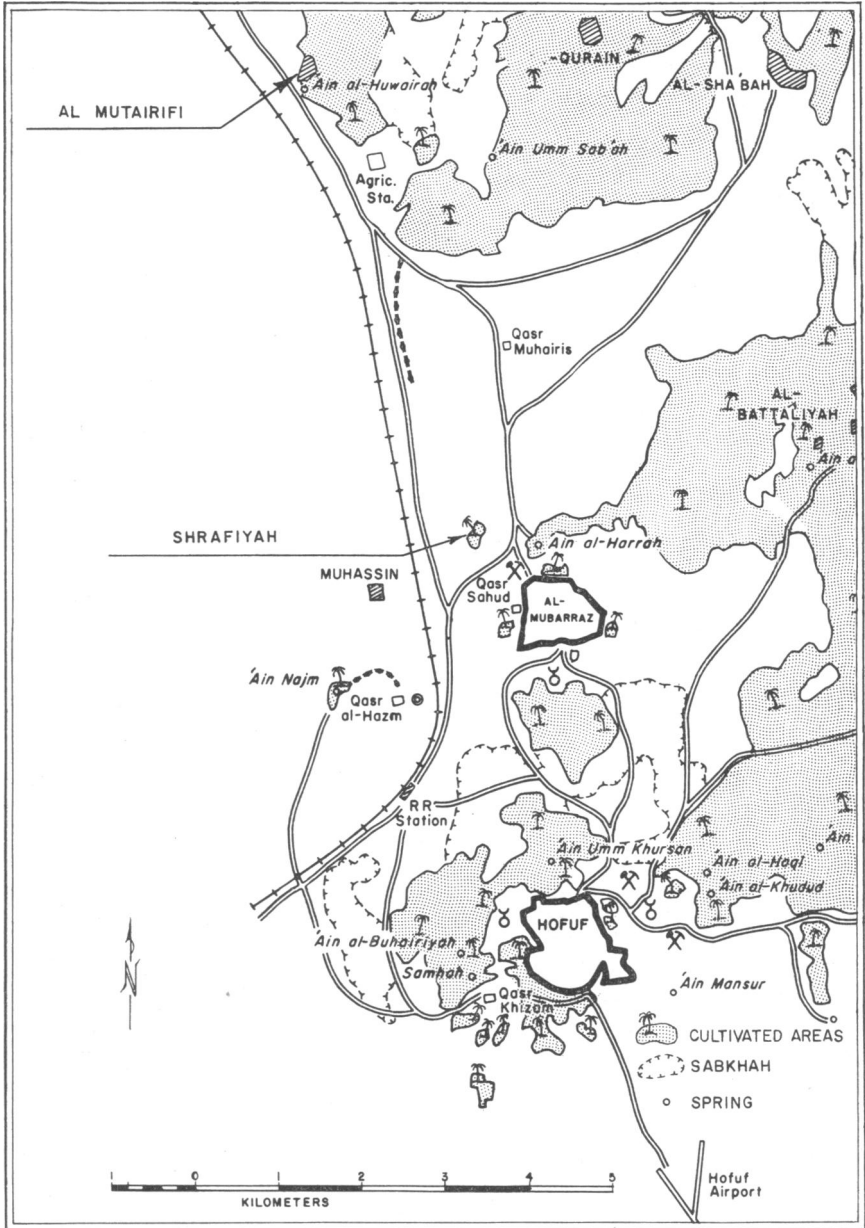 -QURAIN
'Ain al-Huwairah
AL-SHA'BAH
AL MUTAIRIFI
'Ain Umm Sab'ah
Agric.
Sta.
Qasr
Muhairis
AL-
BATTALIYAH
'Ain a
SHRAFIYAH
'Ain al-Harrah
MUHASSIN
Qasr
Sahud
AL-
MUBARRAZ
'Ain Najm
Qasr
al-Hazm
RR
Station
'Ain Umm Khursan
'Ain
'Ain al-Haql
'Ain al-Khudud
HOFUF
'Ain al-Buhairiyah
Samhah
N
'Ain Mansur
Qasr
Khizam
CULTIVATED AREAS
SABKHAH
SPRING
1 0 1 2 3 4 5
KILOMETERS
Hofuf
Airport